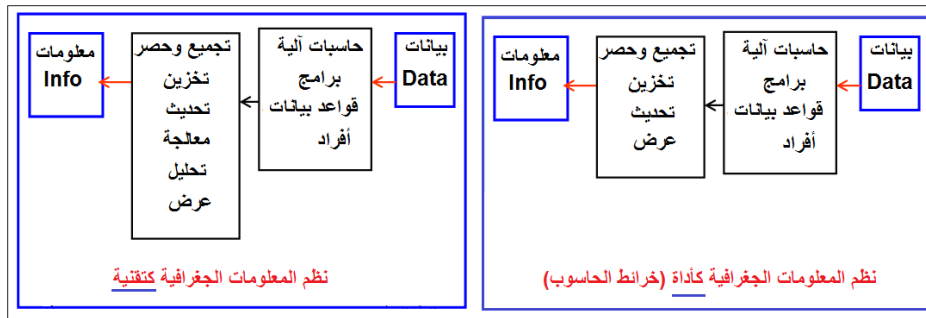 بيانات
Data
حاسبات آلية
برامج
قواعد بيانات
أفراد
تجميع وحصر
تخزين
تحديث
عرض
معلومات
Info
نظم المعلومات الجغرافية كأداة (خرائط الحاسوب)
بيانات
Data
حاسبات آلية
برامج
قواعد بيانات
أفراد
تجميع وحصر
تخزين
تحديث
معالجة
تحليل
عرض
معلومات
Info
نظم المعلومات الجغرافية كتقنية